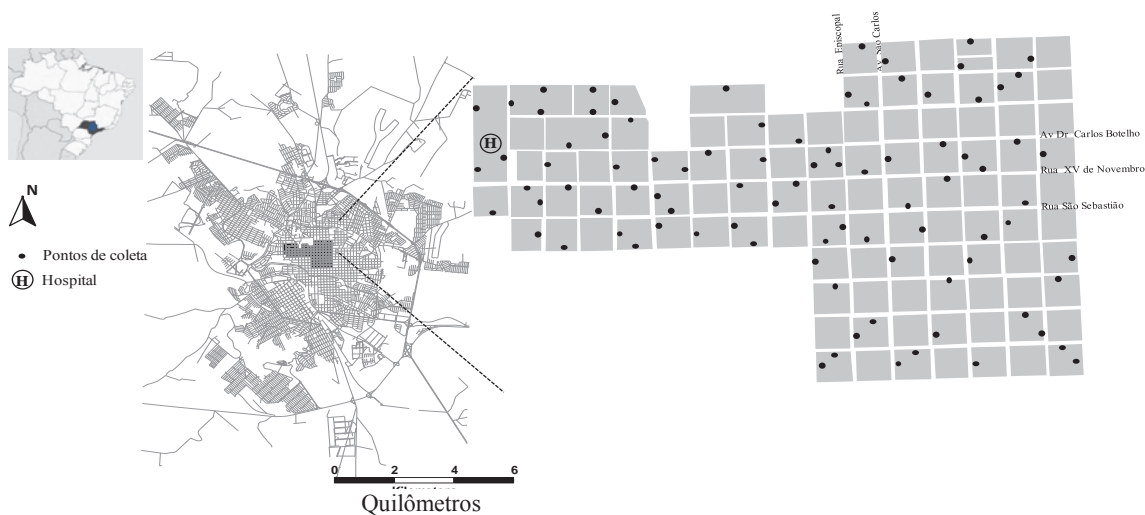 Rua Episcopal
Av São Carlos
Av Dr Carlos Botelho
Rua XV de Novembro
Rua São Sebastião
H
N
Pontos de coleta
H Hospital
0 2 4 6
Quilômetros